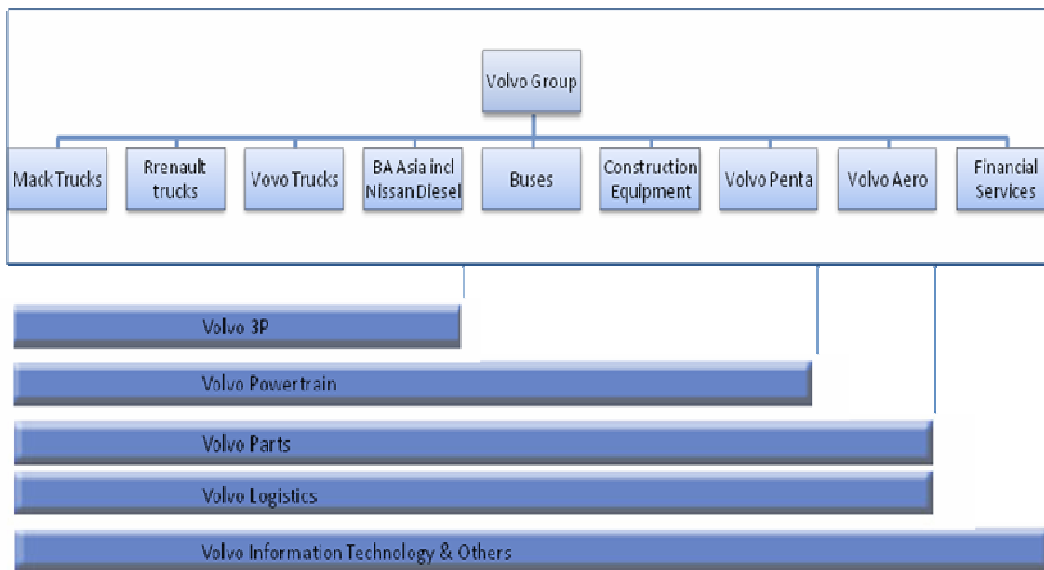 Volvo Group
Mack Trucks
Rrenault
trucks
Vovo Trucks
BA Asia incl
Nissan Diesel
Buses
Construction
Equipment
Volvo Penta
Volvo Aero
Financial
Services
Volvo 3P
Volvo Powertrain
Volvo Parts
Volvo Logistics
Volvo Information Technology & Others